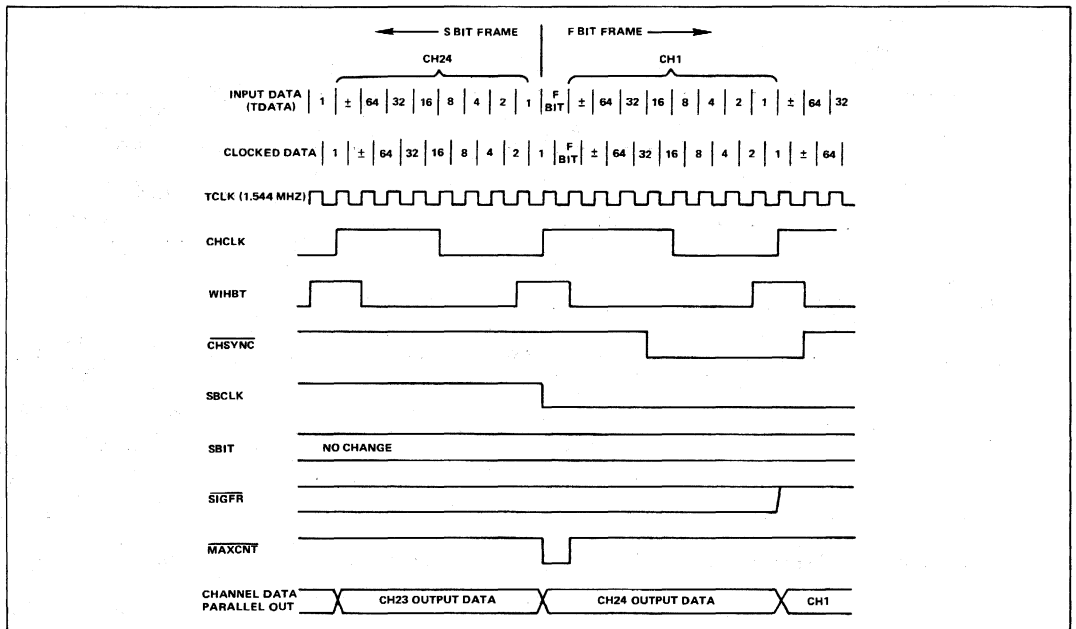 S BIT FRAME F BIT FRAME
CH24 CH1
INPUT DATA (TDATA) 1 ± 64 32 16 8 4 2 1 F BIT ± 64 32 16 8 4 2 1 ± 64 32
CLOCKED DATA 1 ± 64 32 16 8 4 2 1 F BIT ± 64 32 16 8 4 2 1 ± 64
TCLK (1.544 MHZ)
CHCLK
WIHBT
CHSYNC
SBCLK
SBIT NO CHANGE
SIGFR
MAXCNT
CHANNEL DATA PARALLEL OUT CH23 OUTPUT DATA CH24 OUTPUT DATA CH1